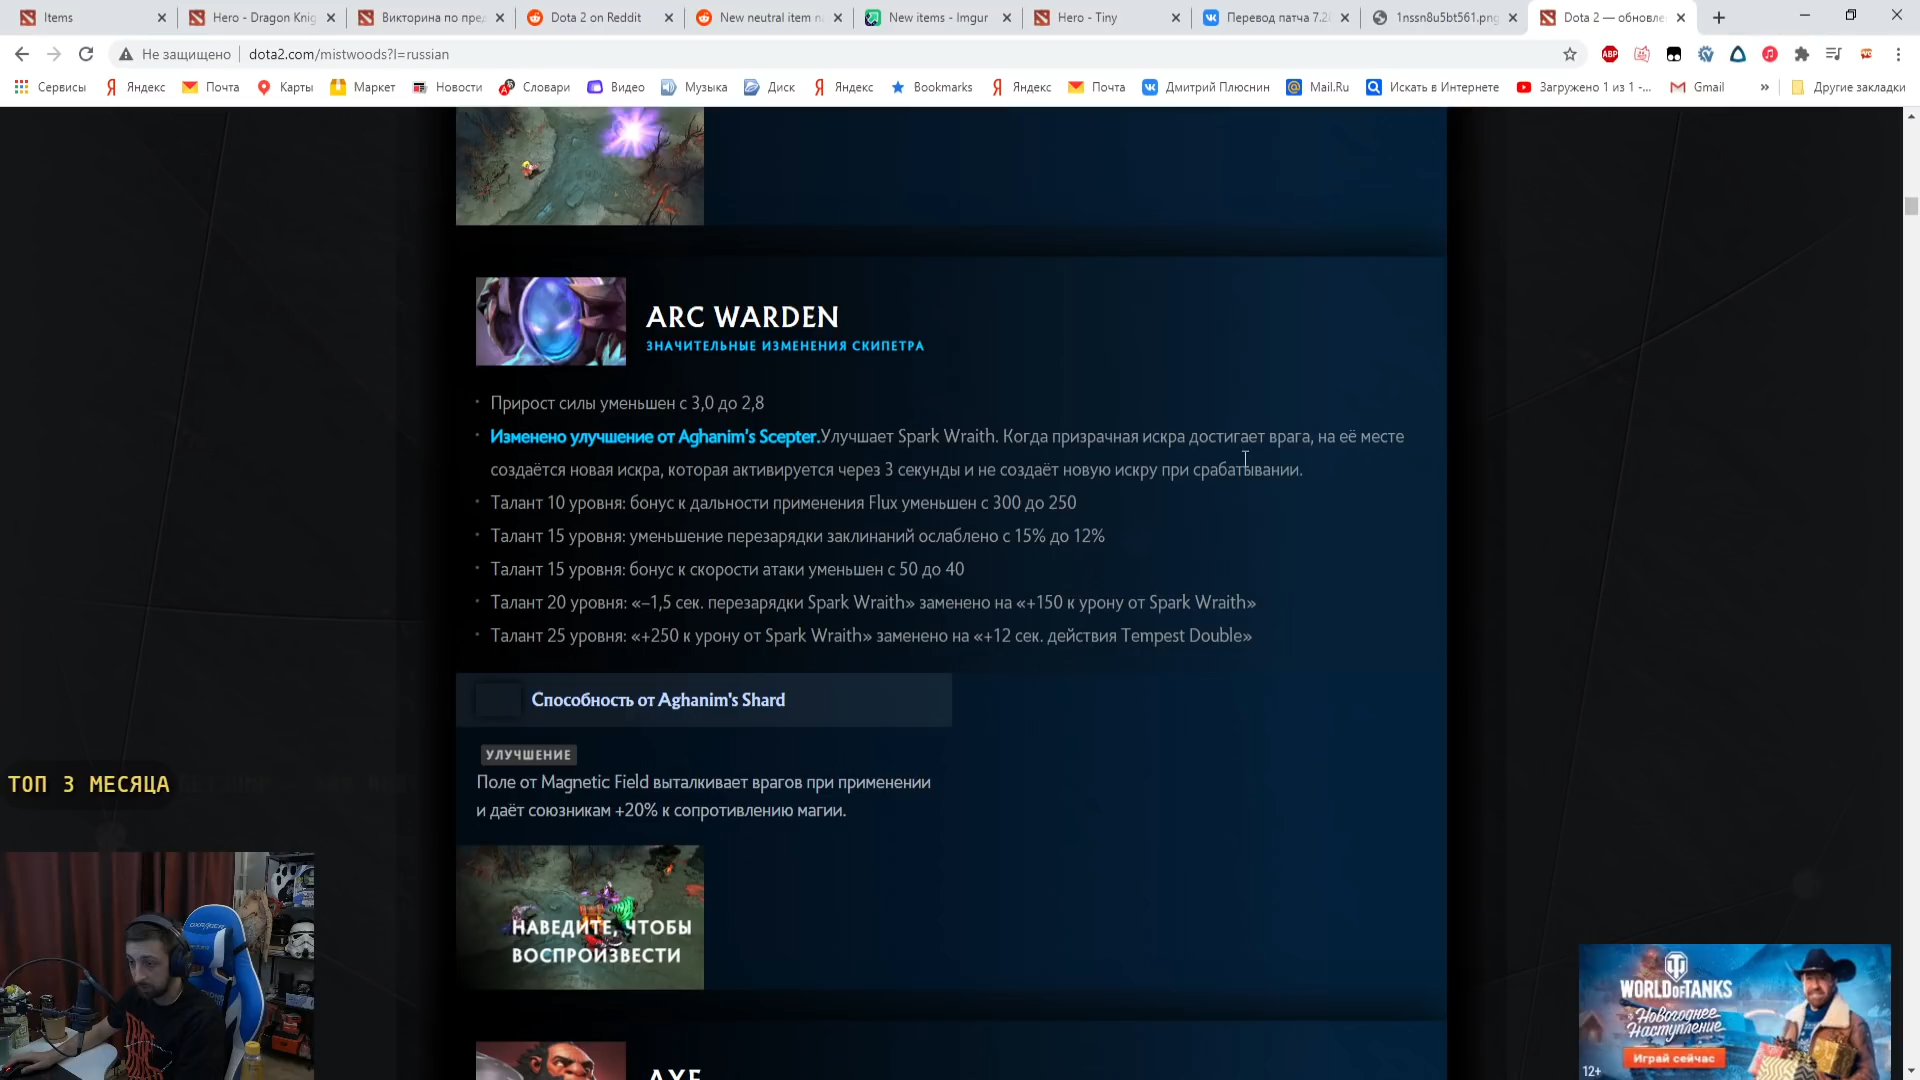 Items
Hero - Dragon Knig
Викторина по пред
Dota 2 on Reddit
New neutral item n
New items - Imgur
Hero - Tiny
Перевод патча 7.2
1nssn8u5bt561.png
Dota 2 — обновле
Не защищено
dota2.com/mistwoods?l=russian
ABP
Сервисы
Яндекс
Почта
Карты
Маркет
Новости
Словари
Видео
Музыка
Диск
Яндекс
Bookmarks
Яндекс
Почта
Дмитрий Плюснин
Mail.Ru
Искать в Интернете
Загружено 1 из 1 -...
Gmail
»
Другие закладки
ARC WARDEN
ЗНАЧИТЕЛЬНЫЕ ИЗМЕНЕНИЯ СКИПЕТРА
Прирост силы уменьшен с 3,0 до 2,8
Изменено улучшение от Aghanim's Scepter.Улучшает Spark Wraith. Когда призрачная искра достигает врага, на её месте
создаётся новая искра, которая активируется через 3 секунды и не создаёт новую искру при срабатывании.
Талант 10 уровня: бонус к дальности применения Flux уменьшен с 300 до 250
Талант 15 уровня: уменьшение перезарядки заклинаний ослаблено с 15% до 12%
Талант 15 уровня: бонус к скорости атаки уменьшен с 50 до 40
Талант 20 уровня: «–1,5 сек. перезарядки Spark Wraith» заменено на «+150 к урону от Spark Wraith»
Талант 25 уровня: «+250 к урону от Spark Wraith» заменено на «+12 сек. действия Tempest Double»
Способность от Aghanim's Shard
УЛУЧШЕНИЕ
Поле от Magnetic Field выталкивает врагов при применении
и даёт союзникам +20% к сопротивлению магии.
НАВЕДИТЕ, ЧТОБЫ
ВОСПРОИЗВЕСТИ
ТОП 3 МЕСЯЦА
AXE
WORLD OF TANKS
Новогоднее
Наступление
Играй сейчас
12+